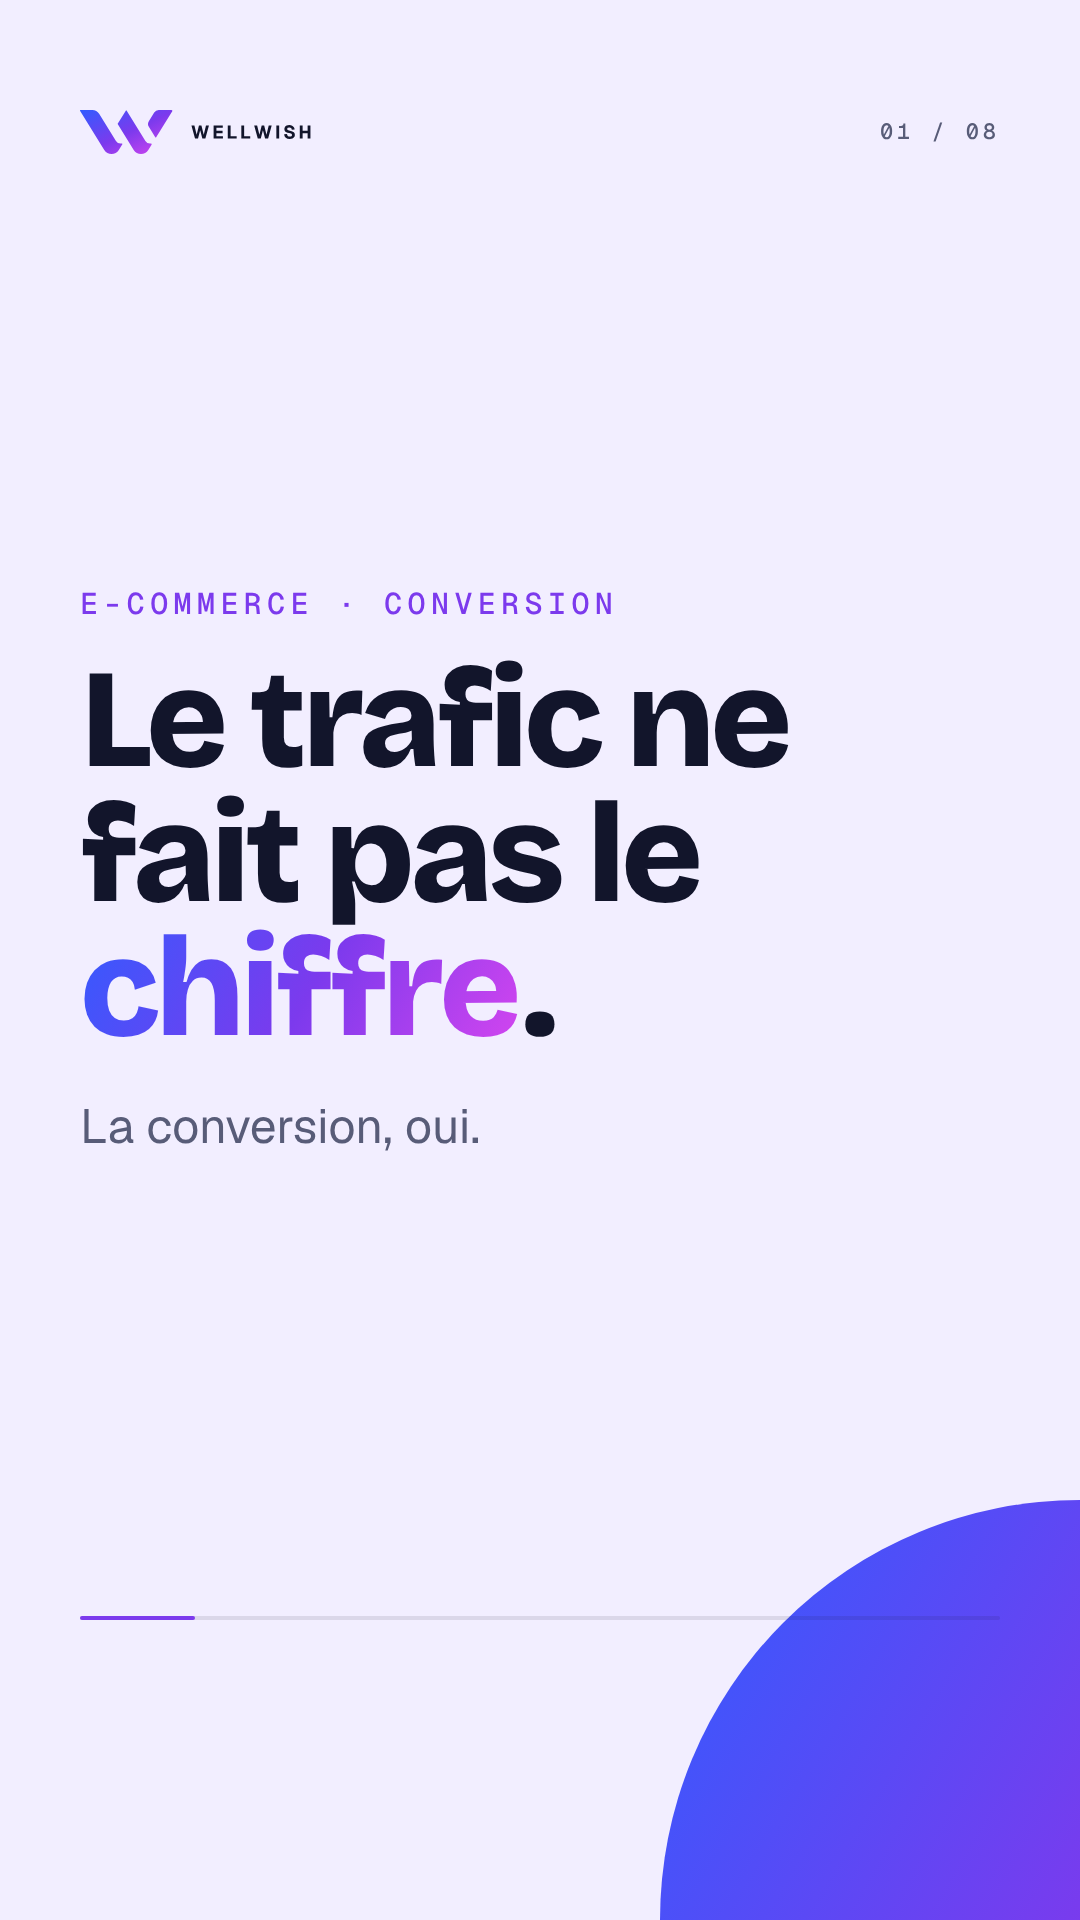 WELLWISH
01 / 08
E-COMMERCE · CONVERSION
Le trafic ne
fait pas le
chiffre.
La conversion, oui.